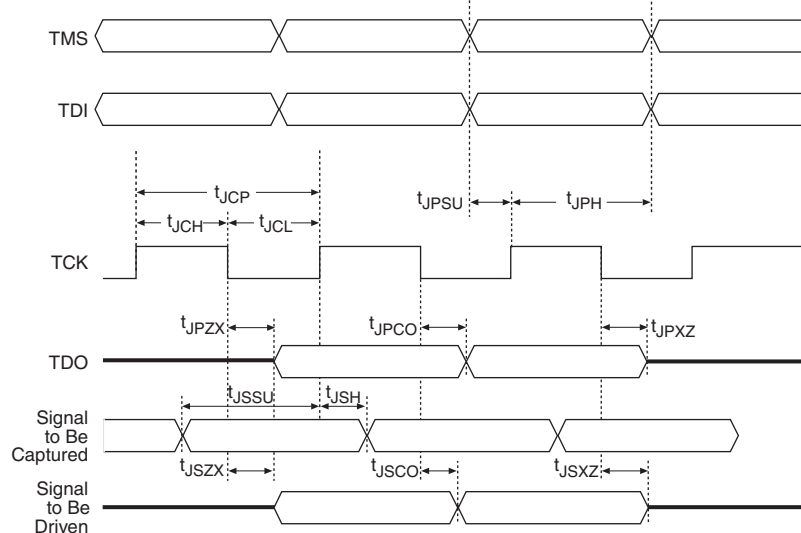 TMS
TDI
tJCP
tJPSU
tJPH
tJCH
tJCL
TCK
tJPZX
tJPCO
tJPXZ
TDO
tJSSU
tJSH
Signal
to Be
Captured
tJSZX
tJSCO
tJSXZ
Signal
to Be
Driven